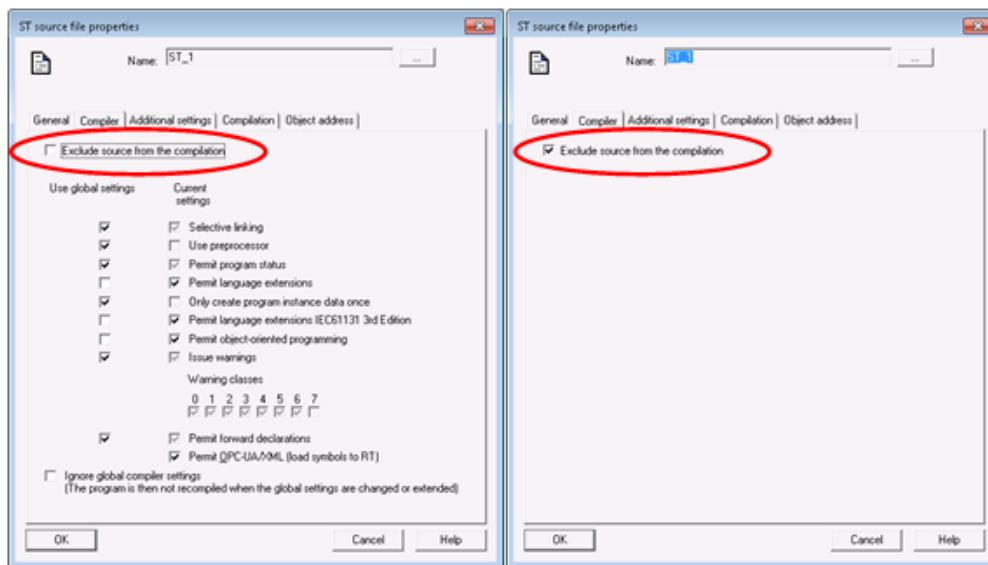 ST source file properties
Name: ST_1
...
General Compiler Additional settings Compilation Object address
Exclude source from the compilation
Use global settings
Current settings
Selective linking
Use preprocessor
Permit program status
Permit language extensions
Only create program instance data once
Permit language extensions IEC61131 3rd Edition
Permit object-oriented programming
Issue warnings
Warning classes
0 1 2 3 4 5 6 7
Permit forward declarations
Permit OPC-UA/XML (load symbols to RT)
Ignore global compiler settings
(The program is then not recompiled when the global settings are changed or extended)
OK Cancel Help
ST source file properties
Name: ST_1
...
General Compiler Additional settings Compilation Object address
Exclude source from the compilation
OK Cancel Help